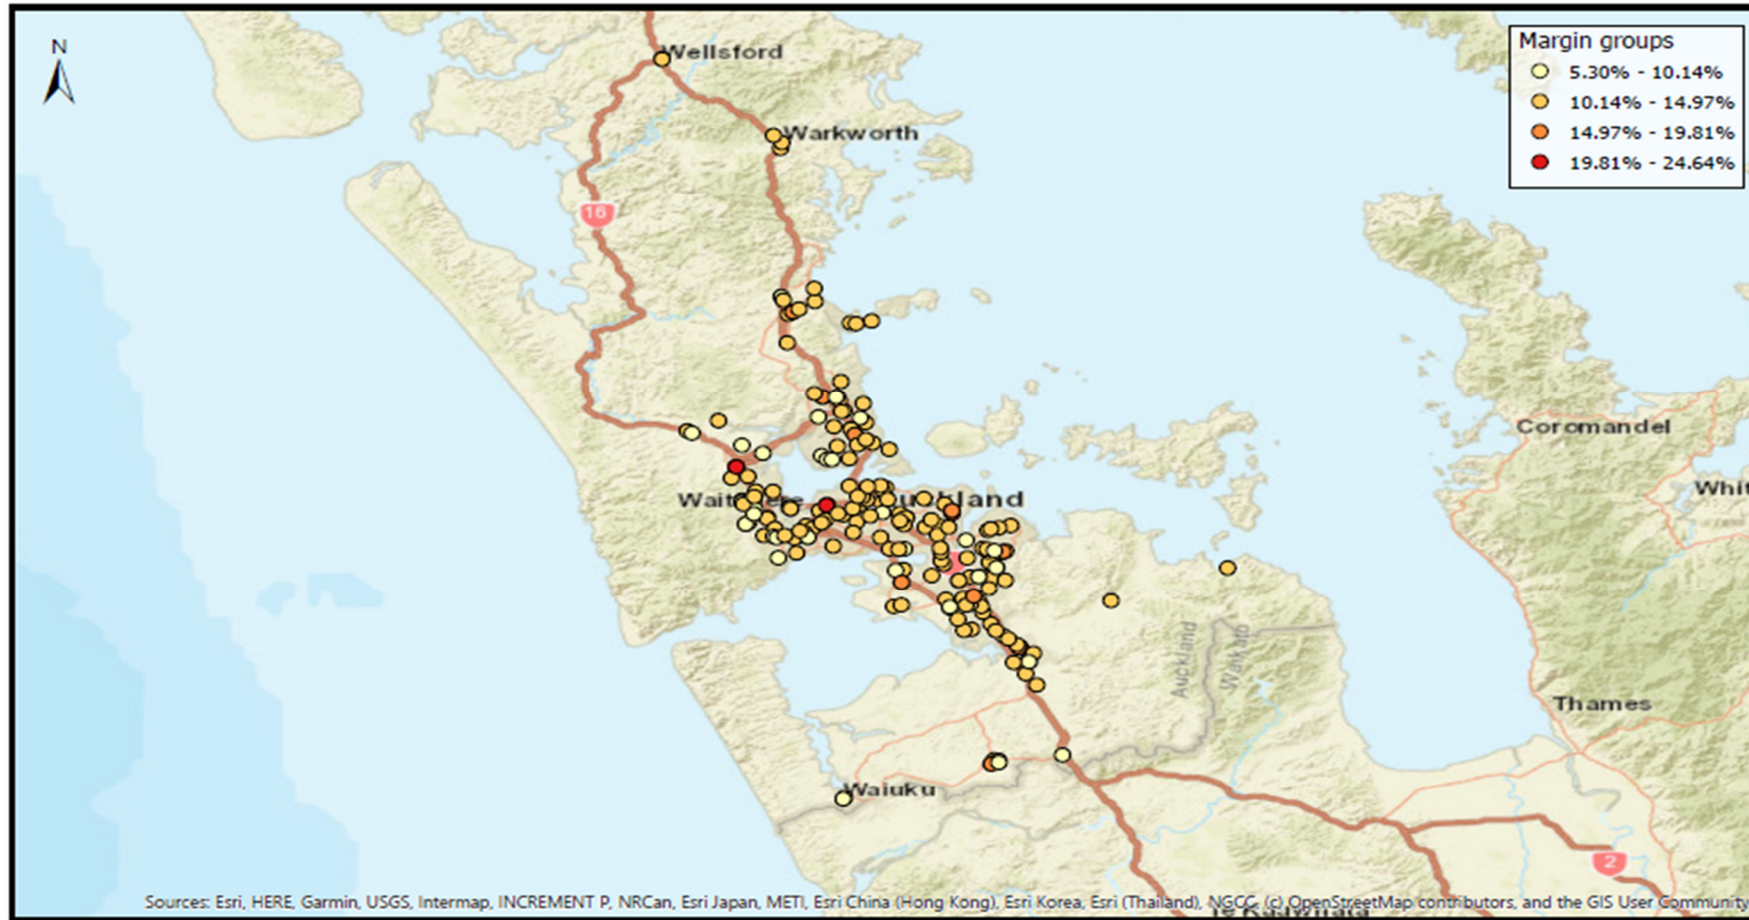 N
Wellsford
Warkworth
Margin groups
5.30% - 10.14%
10.14% - 14.97%
14.97% - 19.81%
19.81% - 24.64%
16
Coromandel
Whit
Auckland
Auckland
Waikato
Thames
Waiuku
2
Sources: Esri, HERE, Garmin, USGS, Intermap, INCREMENT P, NRCan, Esri Japan, METI, Esri China (Hong Kong), Esri Korea, Esri (Thailand), NGCC, (c) OpenStreetMap contributors, and the GIS User Community